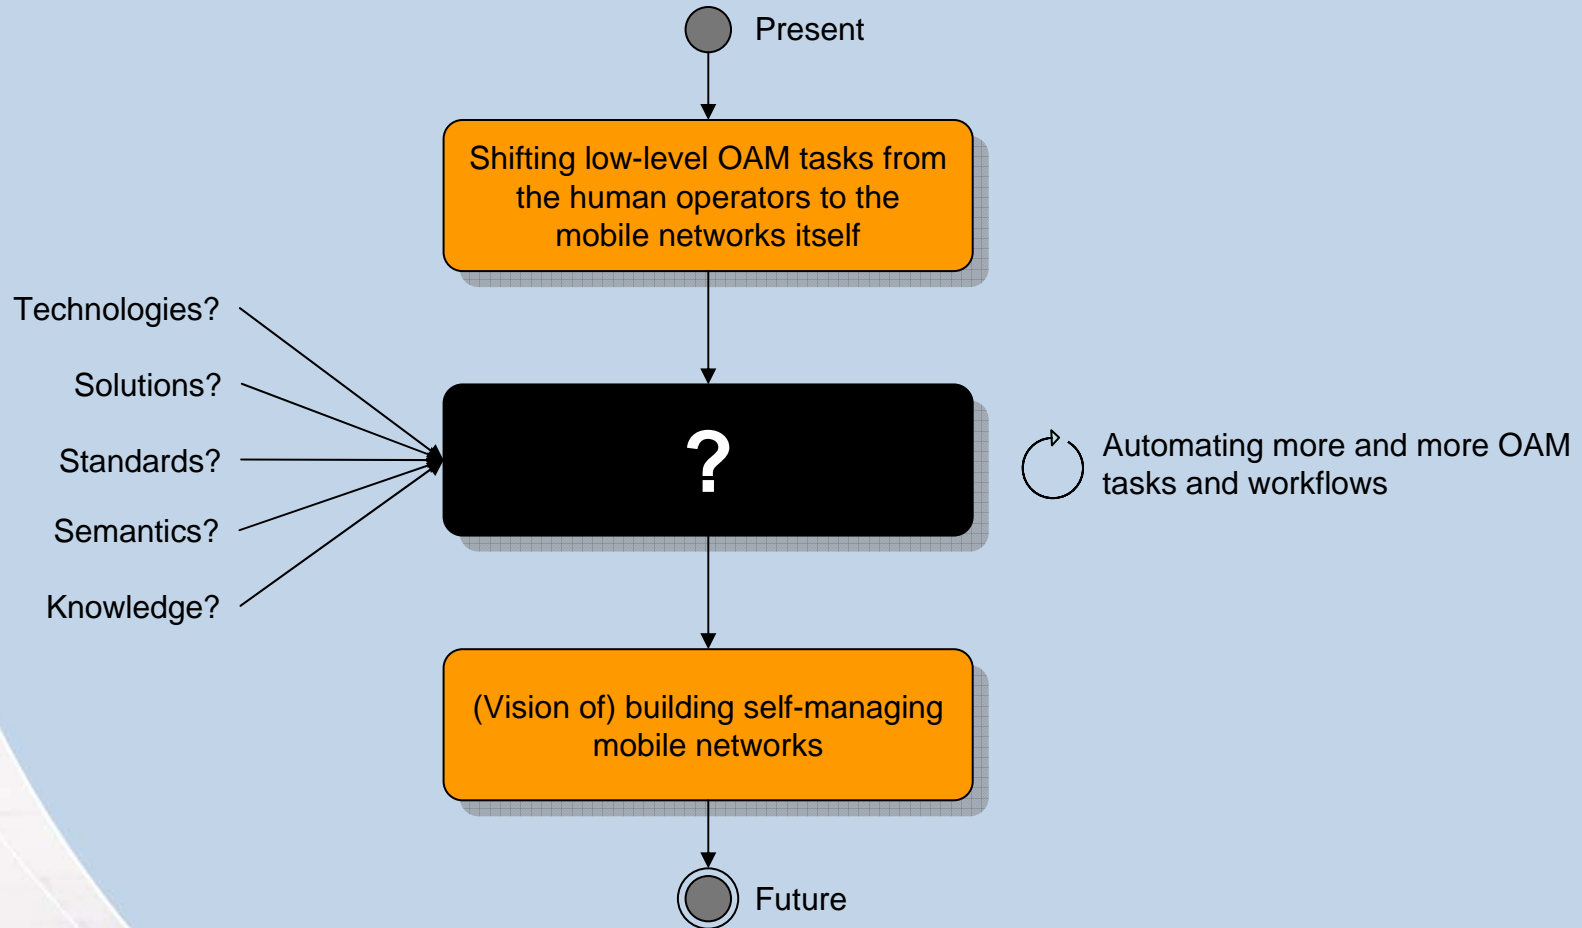 Present
Shifting low-level OAM tasks from
the human operators to the
mobile networks itself
Technologies?
Solutions?
Standards?
Semantics?
Knowledge?
?
Automating more and more OAM
tasks and workflows
(Vision of) building self-managing
mobile networks
Future